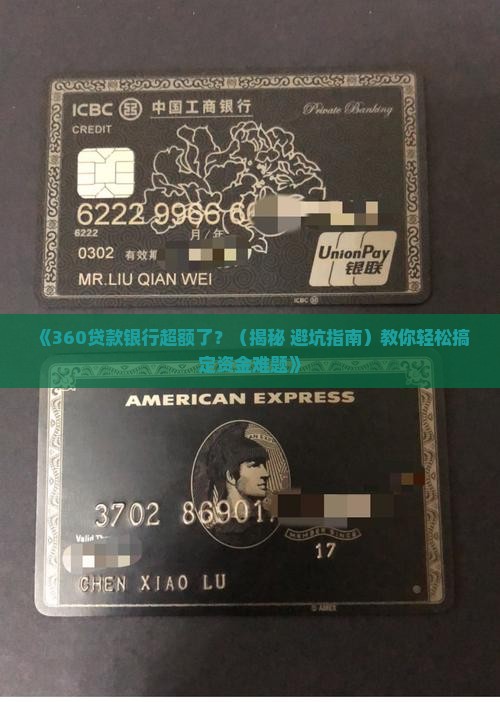 ICBC 中国工商银行
Private Banking
CREDIT
6222 9966 6
6222
月/年
0302 有效期
UnionPay
银联
MR.LIU QIAN WEI
《360贷款银行超额了？（揭秘 避坑指南）教你轻松搞
定资金难题》
AMERICAN EXPRESS
3702 86901
MEMBER SINCE
Valid Thru
17
CHEN XIAO LU
© AMEX